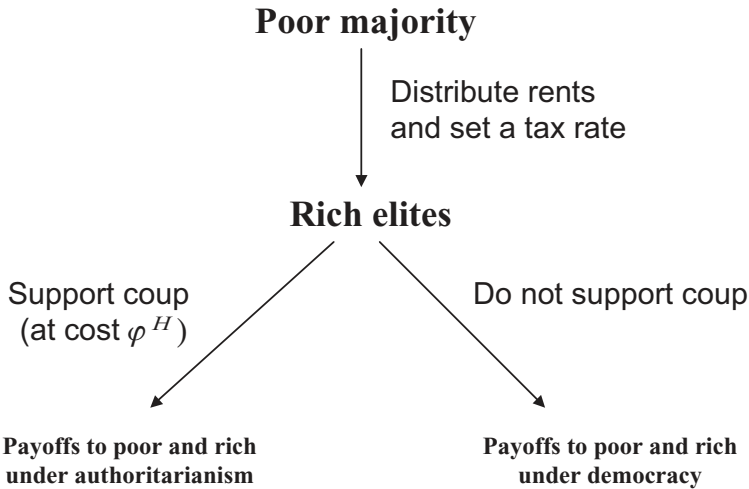 Poor majority
Distribute rents
and set a tax rate
Rich elites
Support coup
(at cost φ^H)
Do not support coup
Payoffs to poor and rich
under authoritarianism
Payoffs to poor and rich
under democracy